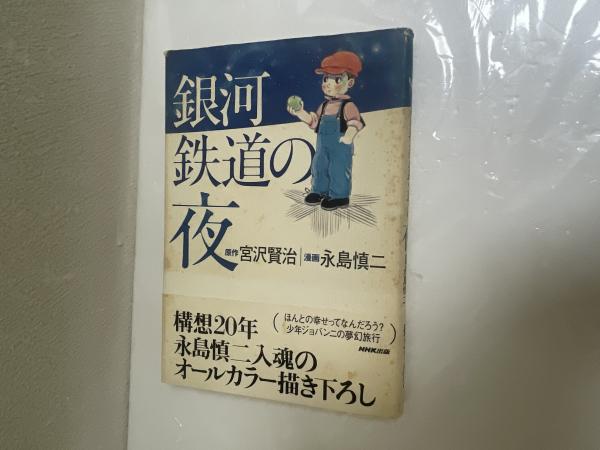 銀河
鉄道の
夜
原作 宮沢賢治|漫画 永島慎二
構想20年
永島慎二入魂の
オールカラー描き下ろし
(ほんとの幸せってなんだろう?
少年ジョバンニの夢幻旅行)
NHK出版